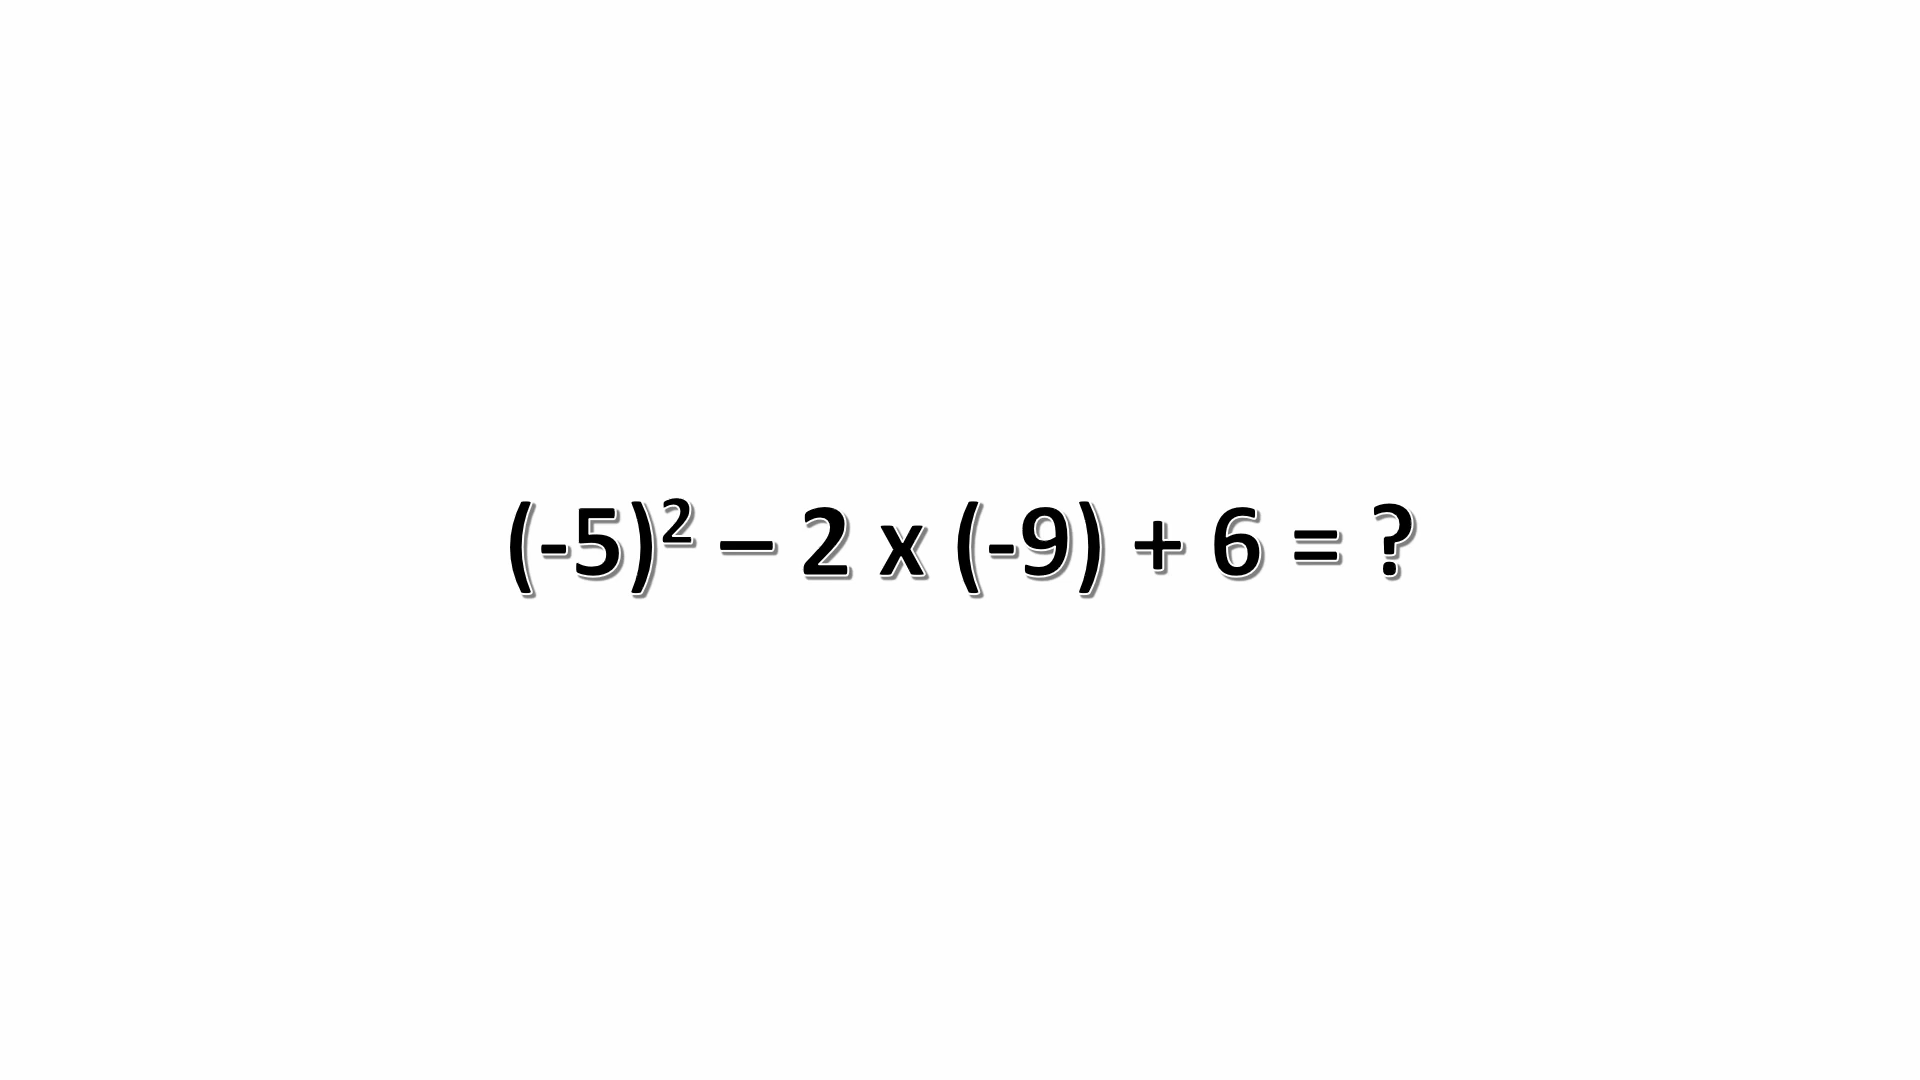 (-5)² – 2 x (-9) + 6 = ?